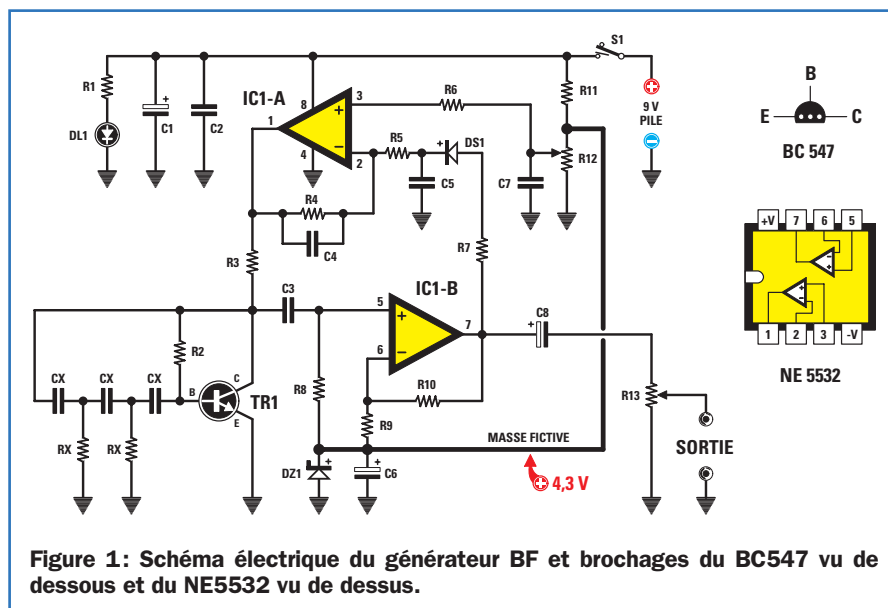 S1
R1
C1
C2
DL1
IC1-A
8
3
1
4
2
R6
R5
DS1
R11
9 V
PILE
R12
C5
C7
R4
C4
R7
R3
B
E
C
BC 547
+V 7 6 5
1 2 3 -V
NE 5532
C3
IC1-B
5
6
7
C8
R2
CX CX CX
B
C
E
TR1
RX RX
R8
R10
R9
R13
MASSE FICTIVE
SORTIE
DZ1
C6
4,3 V
Figure 1: Schéma électrique du générateur BF et brochages du BC547 vu de
dessous et du NE5532 vu de dessus.